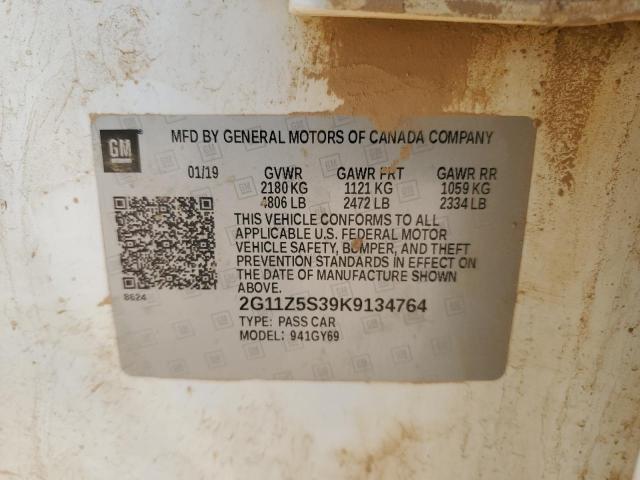 GM
MFD BY GENERAL MOTORS OF CANADA COMPANY
01/19 GVWR GAWR FRT GAWR RR
2180 KG 1121 KG 1059 KG
4806 LB 2472 LB 2334 LB
THIS VEHICLE CONFORMS TO ALL
APPLICABLE U.S. FEDERAL MOTOR
VEHICLE SAFETY, BUMPER, AND THEFT
PREVENTION STANDARDS IN EFFECT ON
THE DATE OF MANUFACTURE SHOWN
ABOVE.
8624
2G11Z5S39K9134764
TYPE: PASS CAR
MODEL: 941GY69